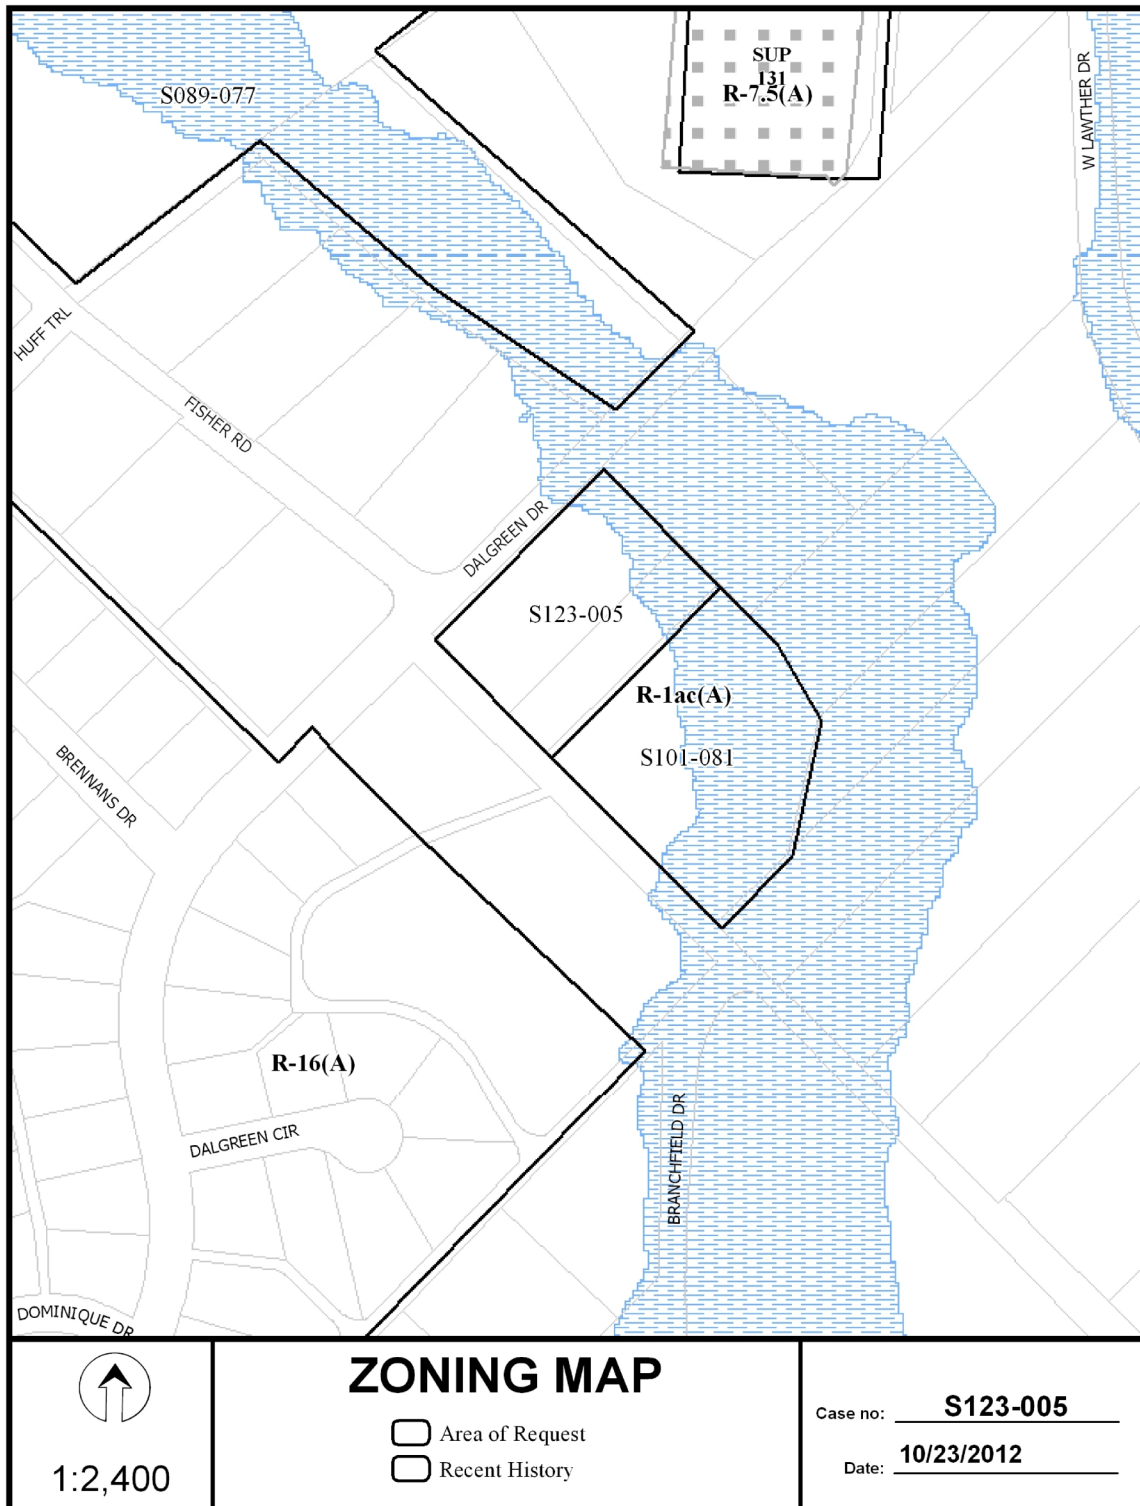 SUP
131
R-7.5(A)
S089-077
W LAWTHER DR
HUFF TRL
FISHER RD
DALGREEN DR
S123-005
R-1ac(A)
S101-081
BRENNANS DR
R-16(A)
DALGREEN CIR
BRANCHFIELD DR
DOMINIQUE DR
1:2,400
ZONING MAP
Area of Request
Recent History
Case no: S123-005
Date: 10/23/2012